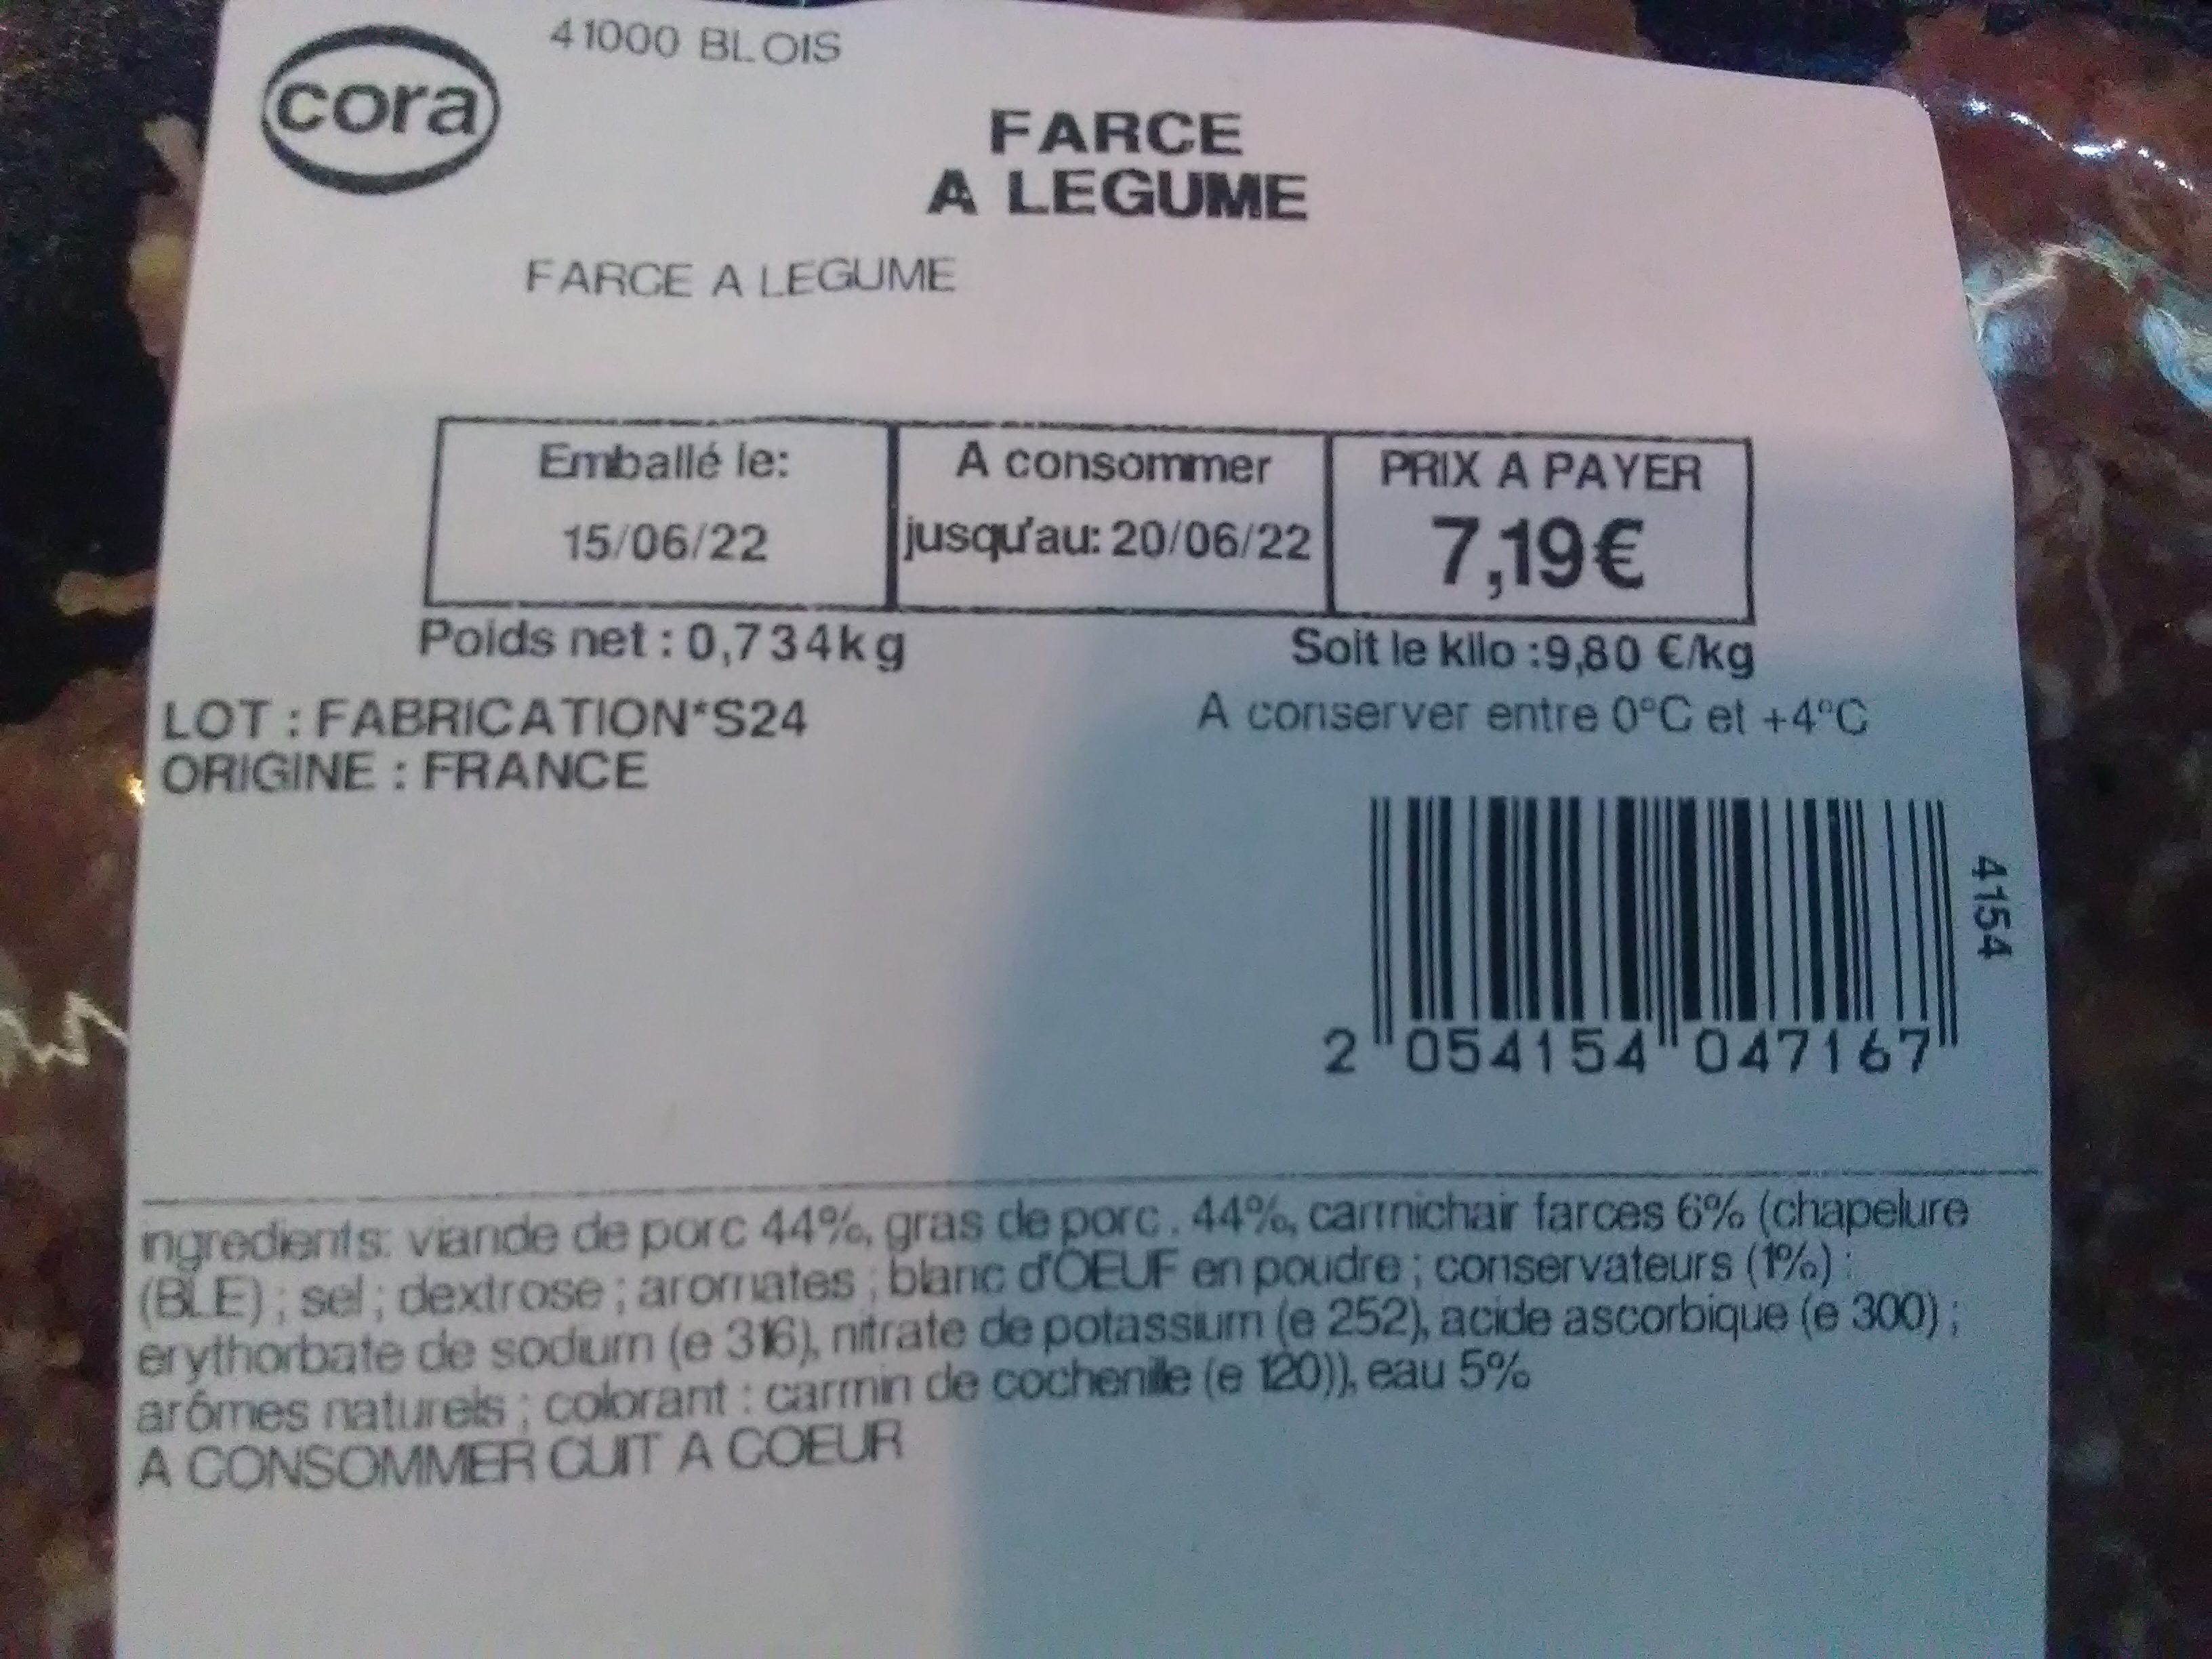 cora
41000 BLOIS
FARCE
A LEGUME
FARCE A LEGUME
Emballé le:
15/06/22
A consommer
jusqu'au: 20/06/22
PRIX A PAYER
7,19€
Poids net : 0,734kg
Soit le kilo :9,80 €/kg
LOT : FABRICATION*S24
A conserver entre 0°C et +4°C
ORIGINE : FRANCE
4154
2 054154 047167
ingredients: viande de porc 44%, gras de porc . 44%, carmichair farces 6% (chapelure
(BLE) ; sel ; dextrose ; aromates ; blanc d'OEUF en poudre ; conservateurs (1%) :
erythorbate de sodium (e 316), nitrate de potassium (e 252), acide ascorbique (e 300) ;
arômes naturels ; colorant : carmin de cochenille (e 120)), eau 5%
A CONSOMMER CUIT A COEUR